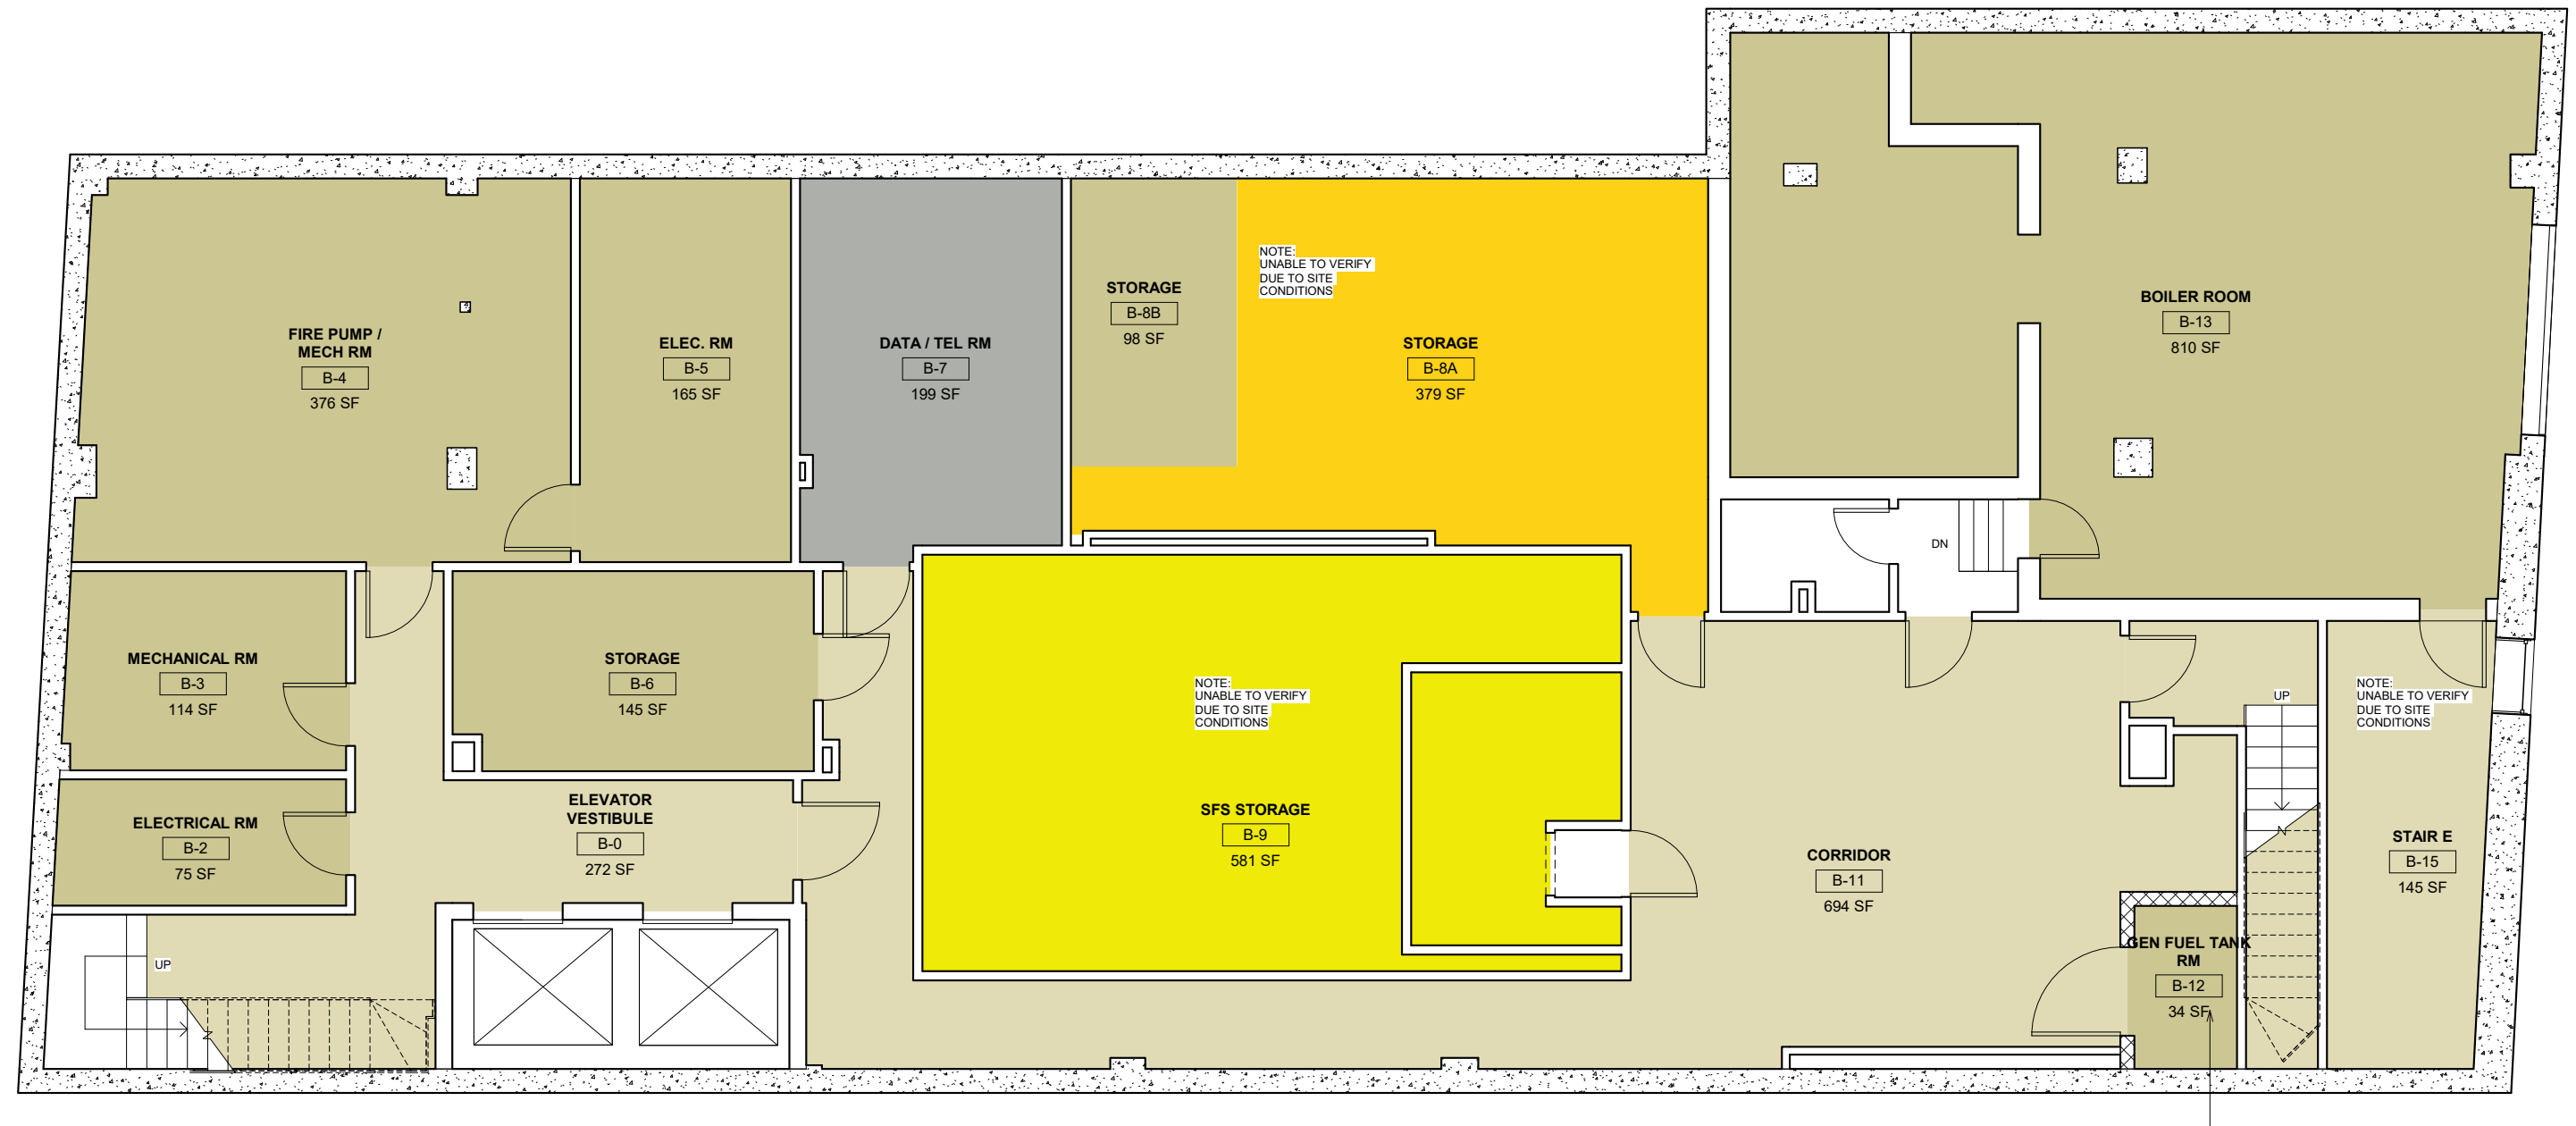 FIRE PUMP /
MECH RM
B-4
376 SF
ELEC. RM
B-5
165 SF
DATA / TEL RM
B-7
199 SF
STORAGE
B-8B
98 SF
NOTE:
UNABLE TO VERIFY
DUE TO SITE
CONDITIONS
STORAGE
B-8A
379 SF
BOILER ROOM
B-13
810 SF
DN
MECHANICAL RM
B-3
114 SF
STORAGE
B-6
145 SF
ELECTRICAL RM
B-2
75 SF
ELEVATOR
VESTIBULE
B-0
272 SF
UP
NOTE:
UNABLE TO VERIFY
DUE TO SITE
CONDITIONS
SFS STORAGE
B-9
581 SF
CORRIDOR
B-11
694 SF
UP
NOTE:
UNABLE TO VERIFY
DUE TO SITE
CONDITIONS
STAIR E
B-15
145 SF
GEN FUEL TANK
RM
B-12
34 SF